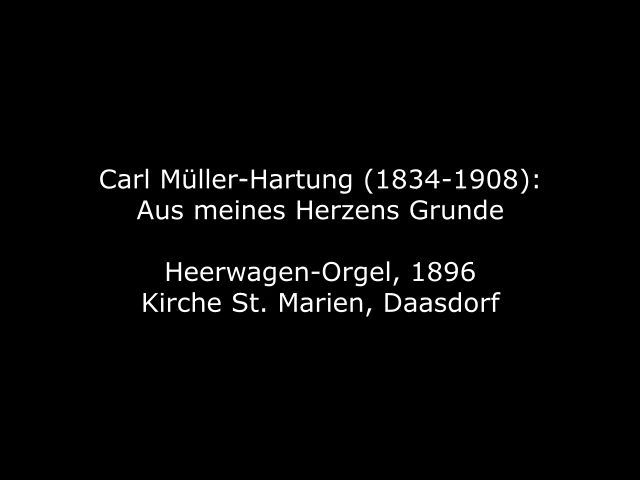 Carl Müller-Hartung (1834-1908):
Aus meines Herzens Grunde
Heerwagen-Orgel, 1896
Kirche St. Marien, Daasdorf